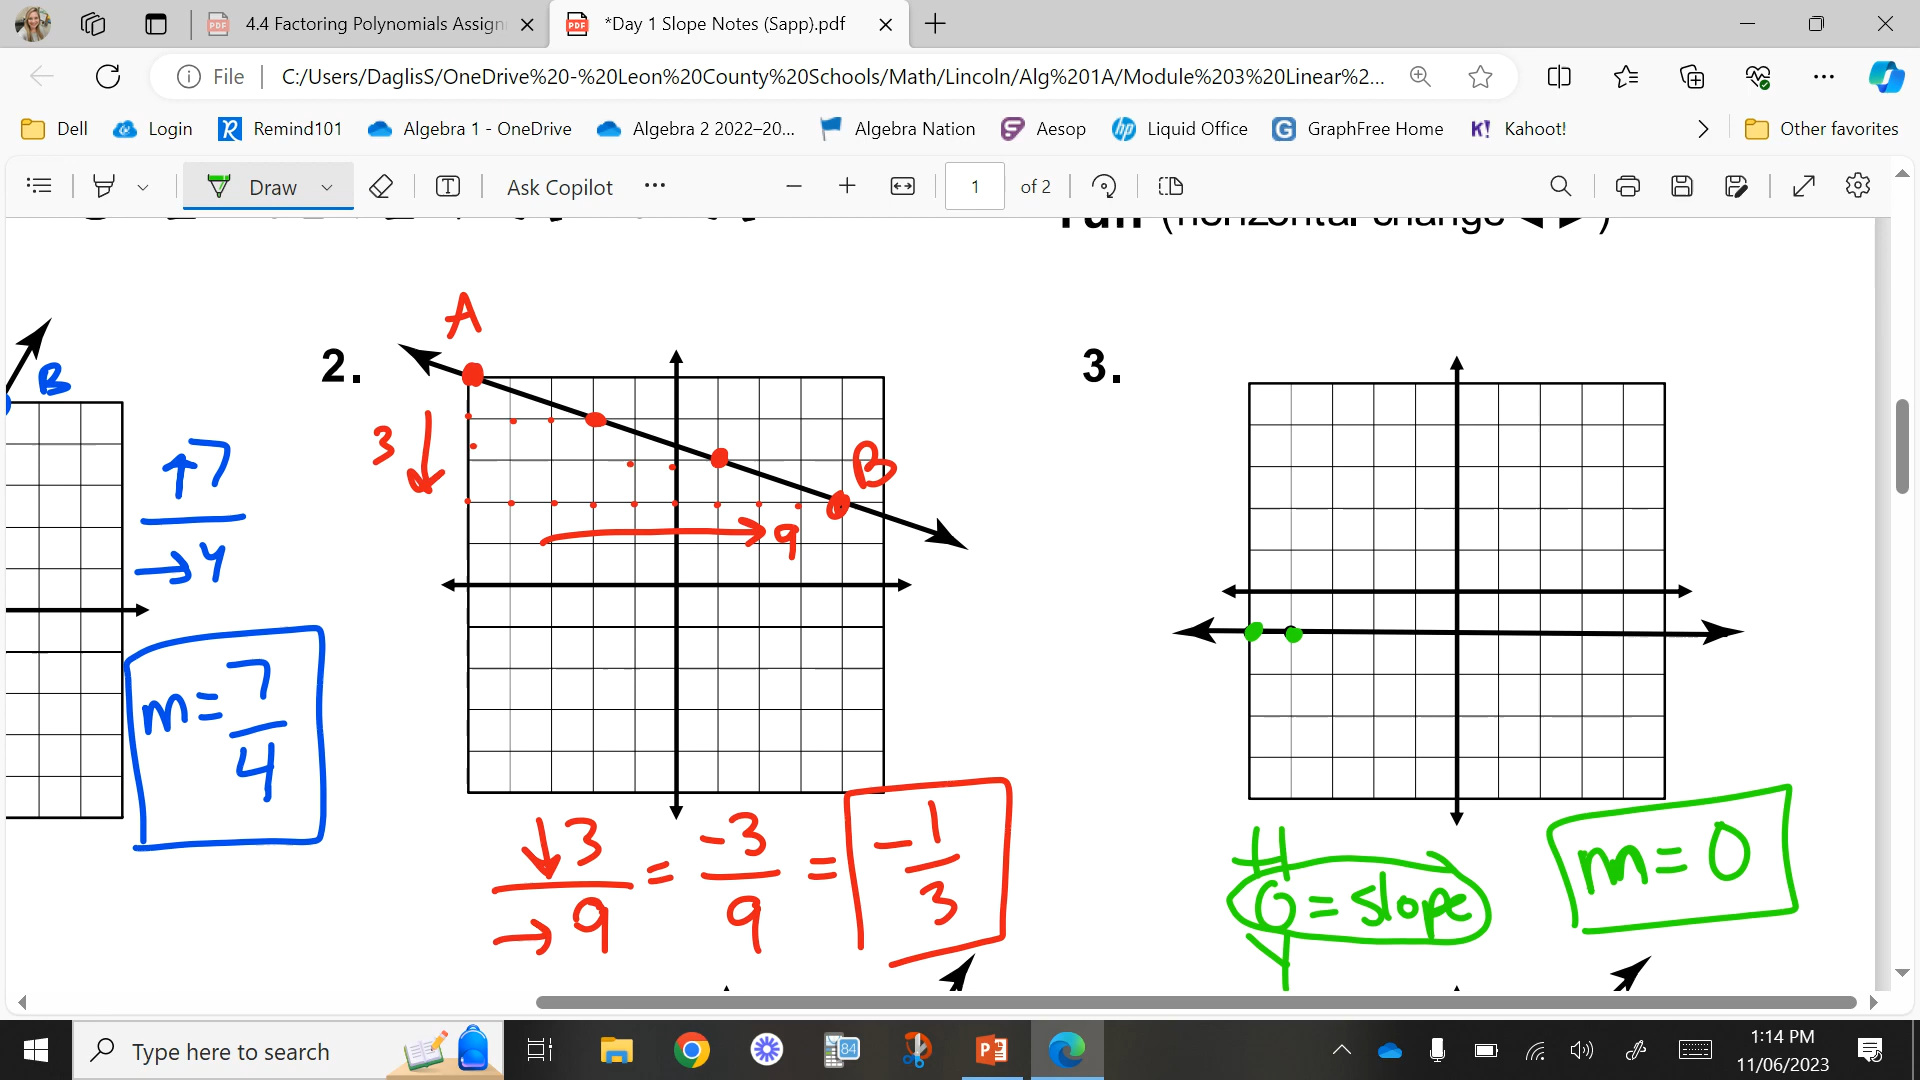 4.4 Factoring Polynomials Assign
*Day 1 Slope Notes (Sapp).pdf
File
C:/Users/DaglisS/OneDrive%20-%20Leon%20County%20Schools/Math/Lincoln/Alg%201A/Module%203%20Linear%2...
Dell
Login
Remind101
Algebra 1 - OneDrive
Algebra 2 2022–20...
Algebra Nation
Aesop
Liquid Office
GraphFree Home
K! Kahoot!
Other favorites
Draw
Ask Copilot
1 of 2
run (horizontal change ◄ ►)
A
B
2.
3.
3 ↓
B
→ 9
↑7
→ 4
m = 7/4
↓3/→9 = -3/9 = -1/3
H
O = slope
Y
m = 0
Type here to search
84
1:14 PM
11/06/2023